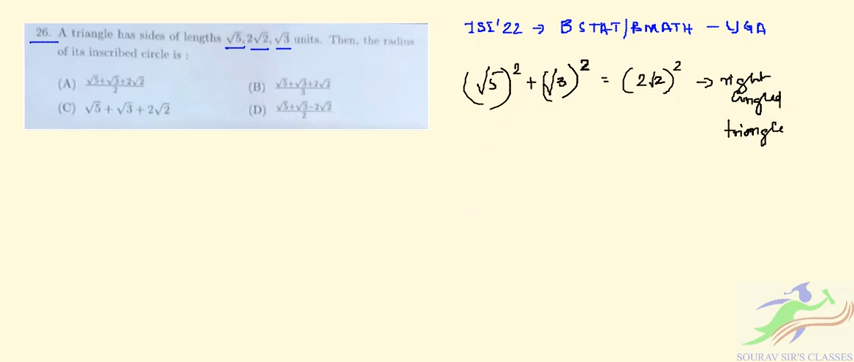 26. A triangle has sides of lengths √5, 2√2, √3 units. Then, the radius
of its inscribed circle is :
(A) (√5+√3+2√2)/2
(B) (√5+√3+2√2)/3
(C) √5 + √3 + 2√2
(D) (√5+√3−2√2)/2
ISI'22 → B STAT/BMATH - UGA
(√5)² + (√3)² = (2√2)² → right
angled
triangle
SOURAV SIR'S CLASSES